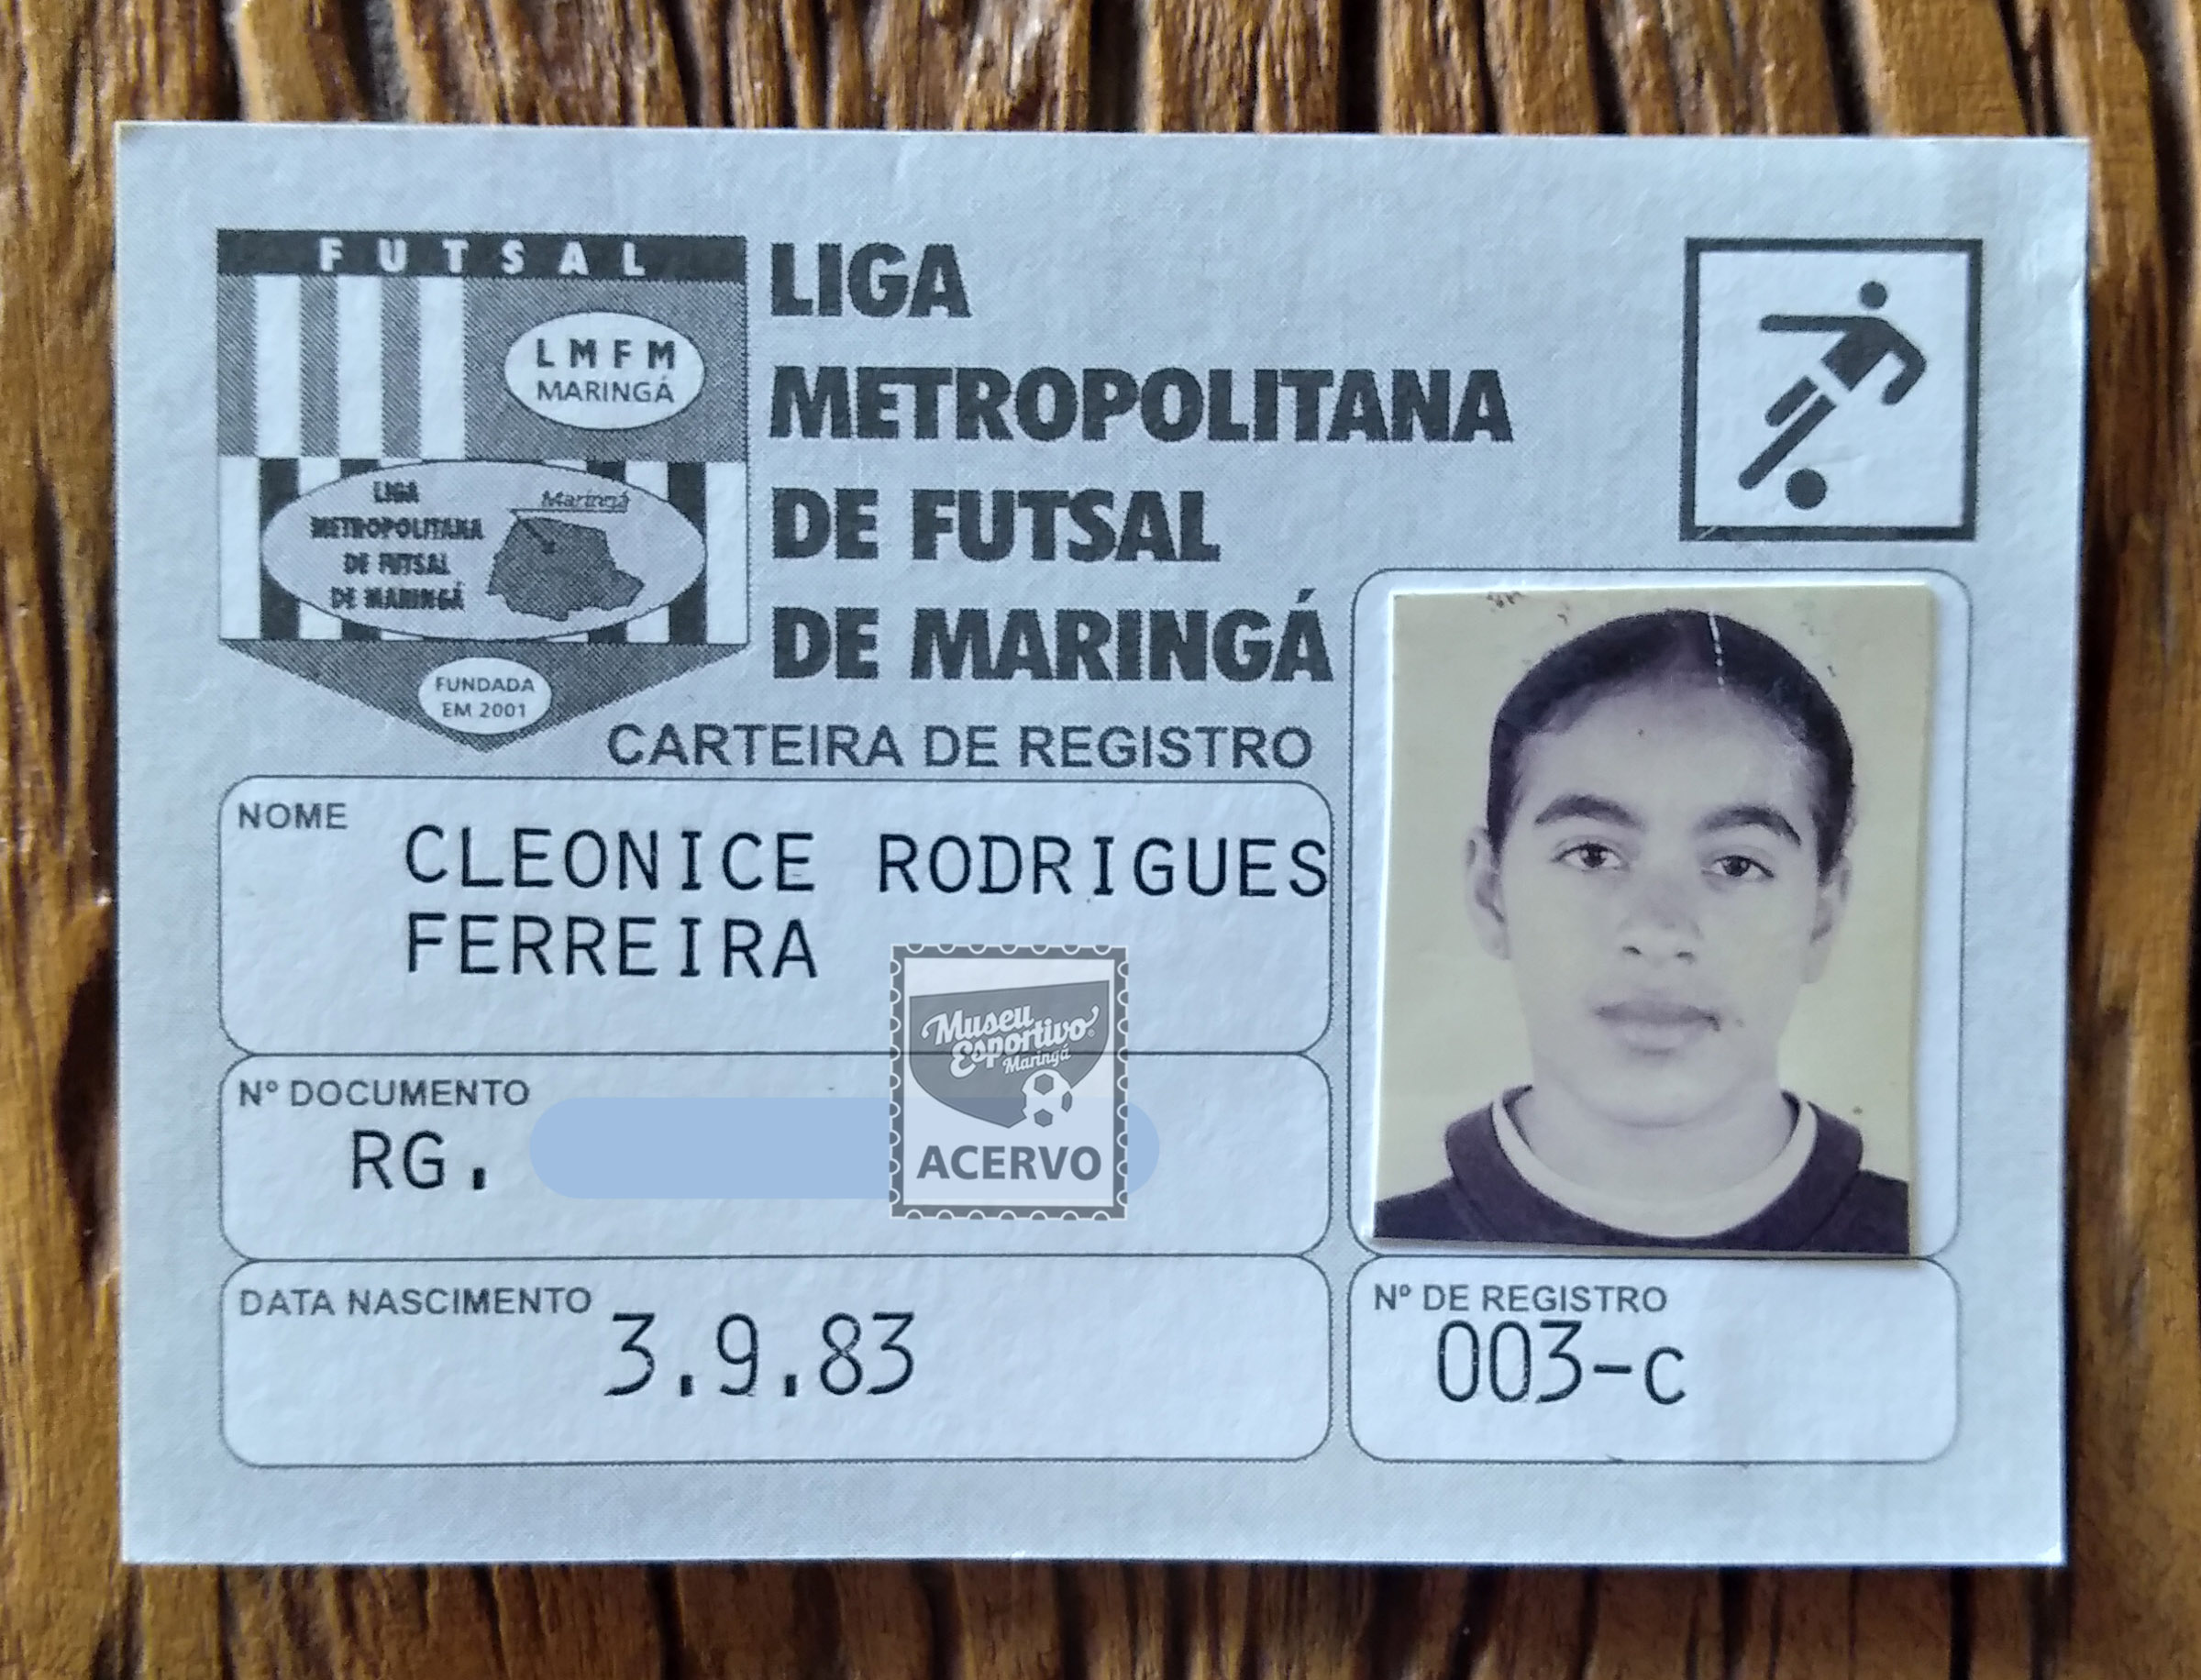 FUTSAL
LMFM
MARINGÁ
LIGA
METROPOLITANA
DE FUTSAL
DE MARINGÁ
Maringá
FUNDADA
EM 2001
LIGA
METROPOLITANA
DE FUTSAL
DE MARINGÁ
CARTEIRA DE REGISTRO
NOME
CLEONICE RODRIGUES
FERREIRA
Nº DOCUMENTO
RG.
Museu
Esportivo
Maringá
ACERVO
DATA NASCIMENTO
3.9.83
Nº DE REGISTRO
003-c